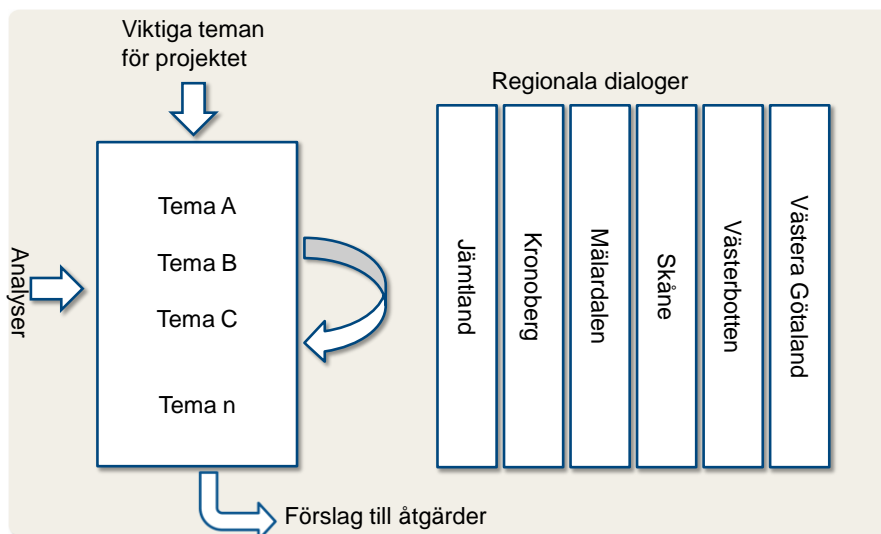 Viktiga teman
för projektet
Analyser
Tema A
Tema B
Tema C
Tema n
Förslag till åtgärder
Regionala dialoger
Jämtland
Kronoberg
Mälardalen
Skåne
Västerbotten
Västera Götaland